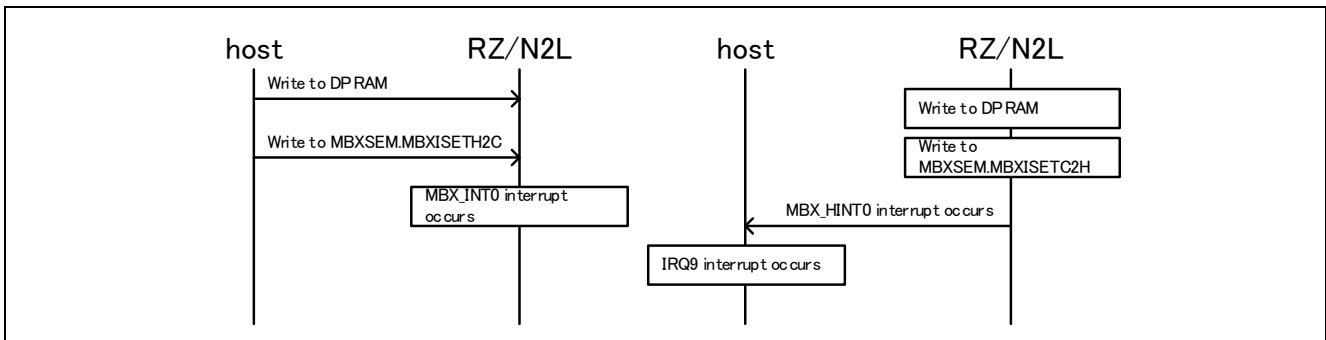 host RZ/N2L host RZ/N2L
Write to DPRAM
Write to MBXSEM.MBXISETH2C
MBX_INT0 interrupt
occurs
Write to DPRAM
Write to
MBXSEM.MBXISETC2H
MBX_HINT0 interrupt occurs
IRQ9 interrupt occurs